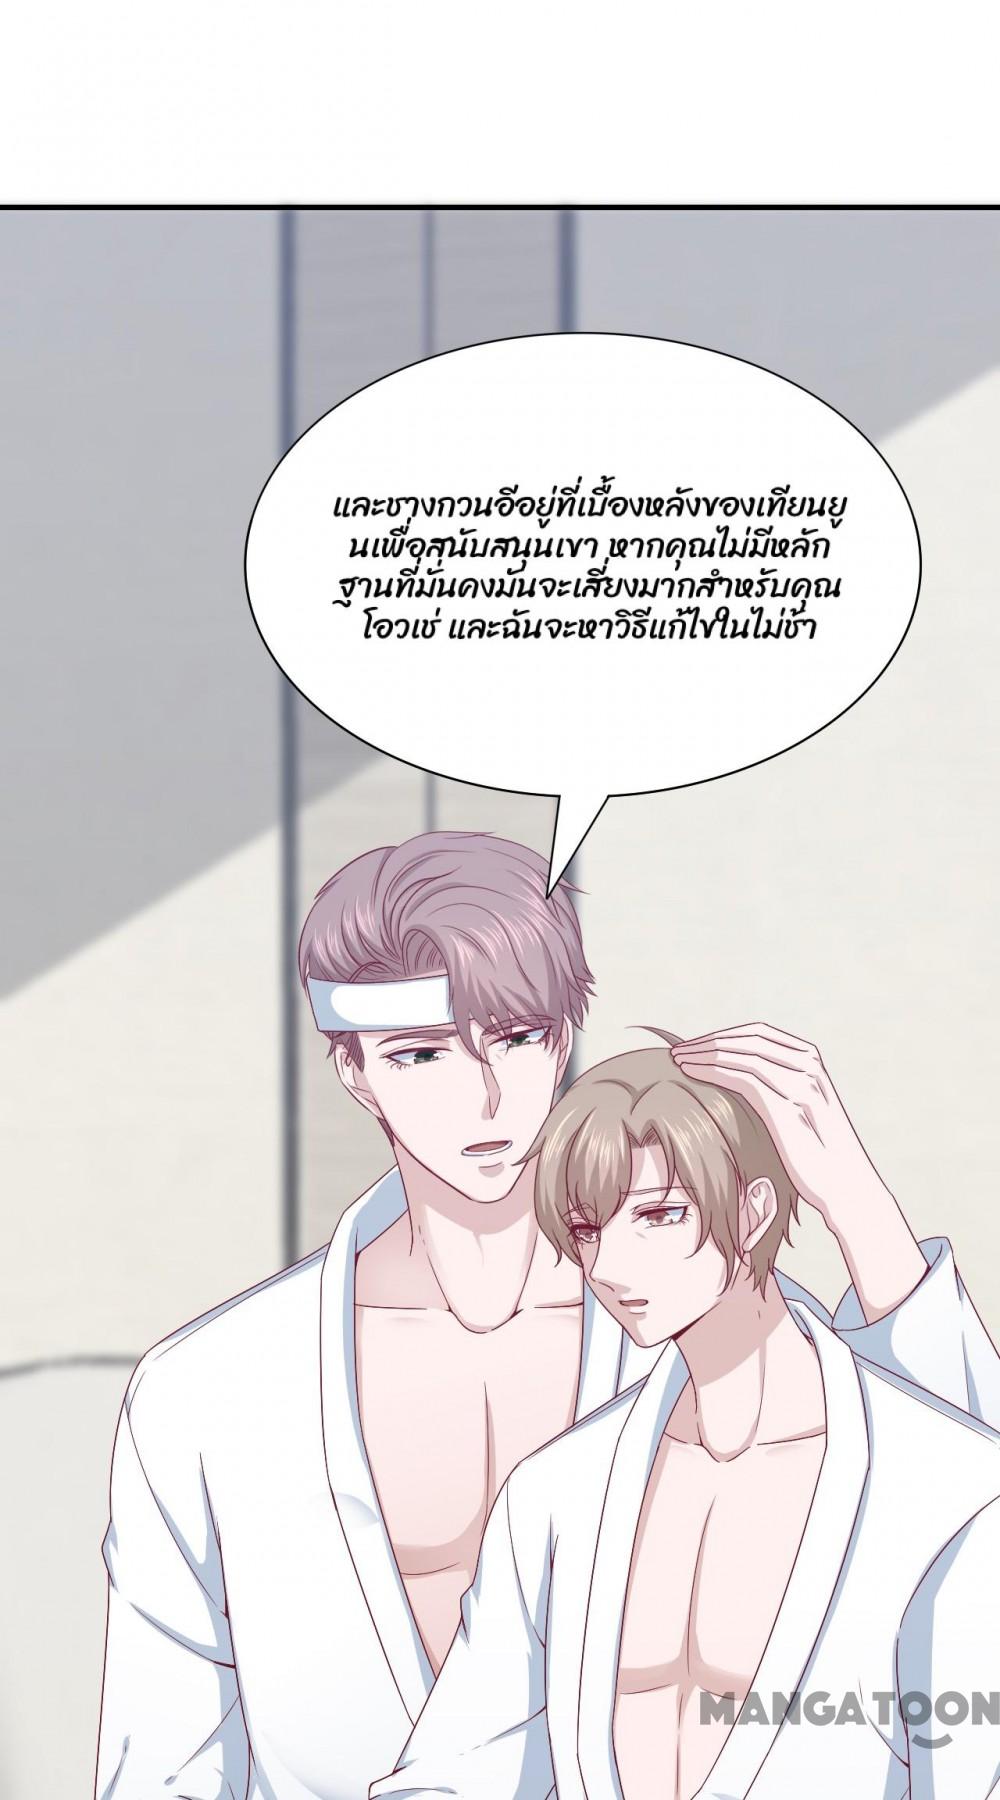 และชางกวนอีอยู่ที่เบื้องหลังของเทียนยู
นเพื่อสนับสนุนเขา หากคุณไม่มีหลัก
ฐานที่มั่นคงมันจะเสี่ยงมากสำหรับคุณ
โอวเช่ และฉันจะหาวิธีแก้ไขในไม่ช้า
MANGATOON